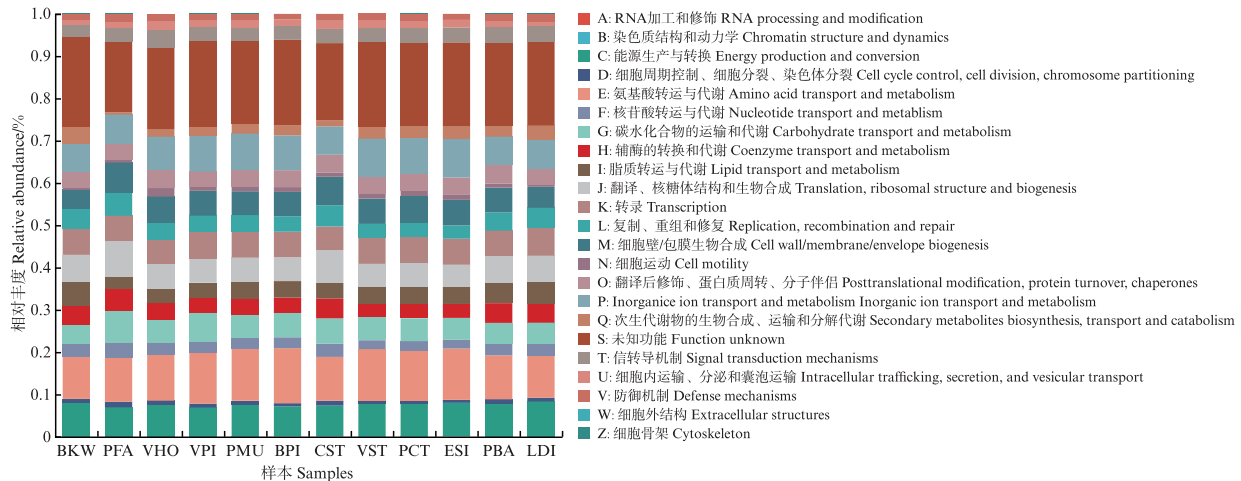 相对丰度 Relative abundance/%
1.0
0.9
0.8
0.7
0.6
0.5
0.4
0.3
0.2
0.1
0
BKW PFA VHO VPI PMU BPI CST VST PCT ESI PBA LDI
样本 Samples
A: RNA加工和修饰 RNA processing and modification
B: 染色质结构和动力学 Chromatin structure and dynamics
C: 能源生产与转换 Energy production and conversion
D: 细胞周期控制、细胞分裂、染色体分裂 Cell cycle control, cell division, chromosome partitioning
E: 氨基酸转运与代谢 Amino acid transport and metabolism
F: 核苷酸转运与代谢 Nucleotide transport and metablism
G: 碳水化合物的运输和代谢 Carbohydrate transport and metabolism
H: 辅酶的转换和代谢 Coenzyme transport and metabolism
I: 脂质转运与代谢 Lipid transport and metabolism
J: 翻译、核糖体结构和生物合成 Translation, ribosomal structure and biogenesis
K: 转录 Transcription
L: 复制、重组和修复 Replication, recombination and repair
M: 细胞壁/包膜生物合成 Cell wall/membrane/envelope biogenesis
N: 细胞运动 Cell motility
O: 翻译后修饰、蛋白质周转、分子伴侣 Posttranslational modification, protein turnover, chaperones
P: Inorganice ion transport and metabolism Inorganic ion transport and metabolism
Q: 次生代谢物的生物合成、运输和分解代谢 Secondary metabolites biosynthesis, transport and catabolism
S: 未知功能 Function unknown
T: 信转导机制 Signal transduction mechanisms
U: 细胞内运输、分泌和囊泡运输 Intracellular trafficking, secretion, and vesicular transport
V: 防御机制 Defense mechanisms
W: 细胞外结构 Extracellular structures
Z: 细胞骨架 Cytoskeleton